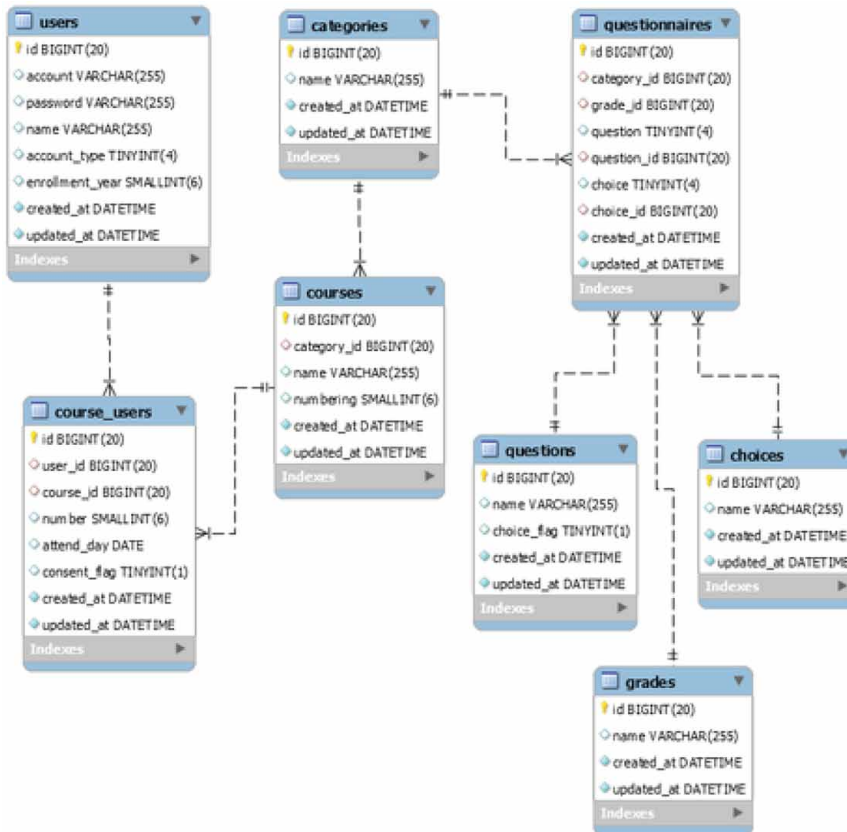 users
id BIGINT(20)
account VARCHAR(255)
password VARCHAR(255)
name VARCHAR(255)
account_type TINYINT(4)
enrollment_year SMALLINT(6)
created_at DATETIME
updated_at DATETIME
Indexes
categories
id BIGINT(20)
name VARCHAR(255)
created_at DATETIME
updated_at DATETIME
Indexes
questionnaires
id BIGINT(20)
category_id BIGINT(20)
grade_id BIGINT(20)
question TINYINT(4)
question_id BIGINT(20)
choice TINYINT(4)
choice_id BIGINT(20)
created_at DATETIME
updated_at DATETIME
Indexes
courses
id BIGINT(20)
category_id BIGINT(20)
name VARCHAR(255)
numbering SMALLINT(6)
created_at DATETIME
updated_at DATETIME
Indexes
course_users
id BIGINT(20)
user_id BIGINT(20)
course_id BIGINT(20)
number SMALLINT(6)
attend_day DATE
consent_flag TINYINT(1)
created_at DATETIME
updated_at DATETIME
Indexes
questions
id BIGINT(20)
name VARCHAR(255)
choice_flag TINYINT(1)
created_at DATETIME
updated_at DATETIME
Indexes
choices
id BIGINT(20)
name VARCHAR(255)
created_at DATETIME
updated_at DATETIME
Indexes
grades
id BIGINT(20)
name VARCHAR(255)
created_at DATETIME
updated_at DATETIME
Indexes